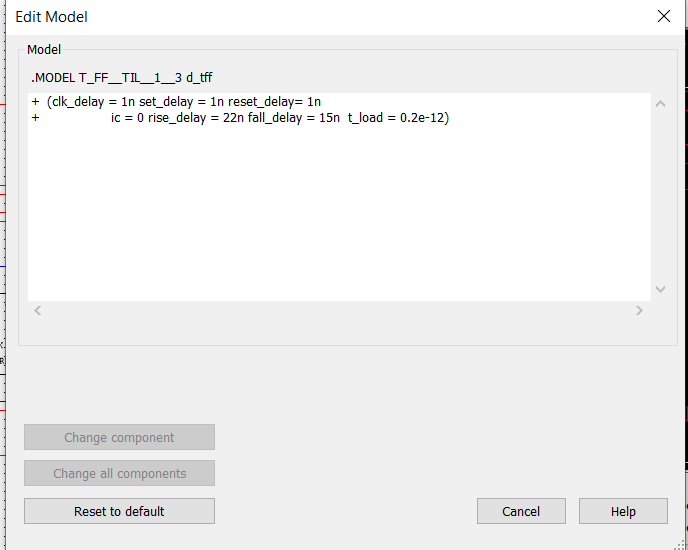 Edit Model
Model
.MODEL T_FF__TIL__1__3 d_tff
+ (clk_delay = 1n set_delay = 1n reset_delay= 1n
+ ic = 0 rise_delay = 22n fall_delay = 15n t_load = 0.2e-12)
Change component
Change all components
Reset to default
Cancel
Help